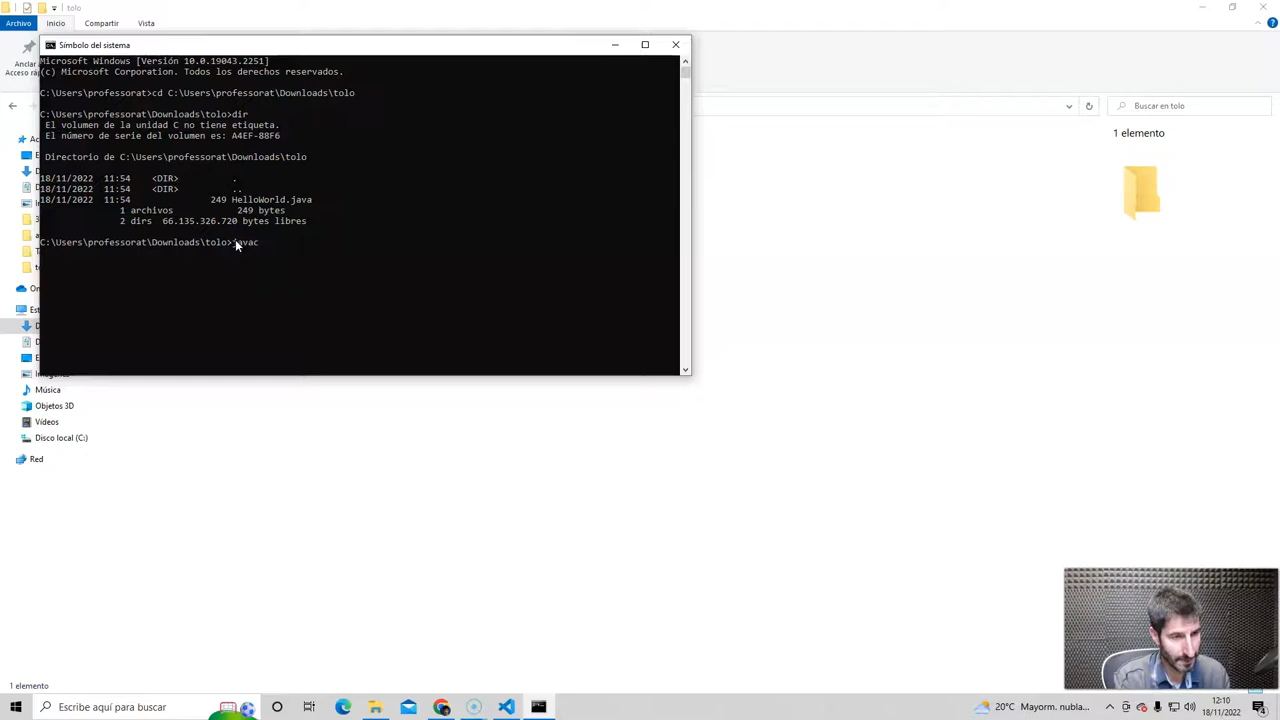 tolo
Archivo Inicio Compartir Vista
Anclar a
Acceso ráp
Símbolo del sistema
Microsoft Windows [Versión 10.0.19043.2251]
(c) Microsoft Corporation. Todos los derechos reservados.
C:\Users\professorat>cd C:\Users\professorat\Downloads\tolo
C:\Users\professorat\Downloads\tolo>dir
El volumen de la unidad C no tiene etiqueta.
El número de serie del volumen es: A4EF-88F6
Directorio de C:\Users\professorat\Downloads\tolo
18/11/2022 11:54 <DIR> .
18/11/2022 11:54 <DIR> ..
18/11/2022 11:54 249 HelloWorld.java
1 archivos 249 bytes
2 dirs 66.135.326.720 bytes libres
C:\Users\professorat\Downloads\tolo>javac
Buscar en tolo
1 elemento
On
Est
Música
Objetos 3D
Vídeos
Disco local (C:)
Red
1 elemento
Escribe aquí para buscar
20°C Mayorm. nubla...
12:10
18/11/2022
4